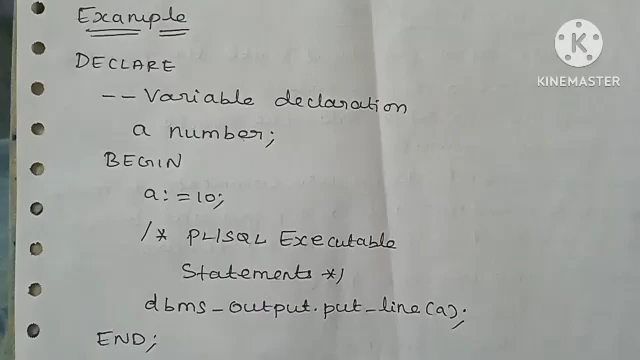 Example
DECLARE
-- Variable declaration
a number;
BEGIN
a:=10;
/* PL/SQL Executable
Statements */
dbms_output.put_line(a);
END;
K
KINEMASTER